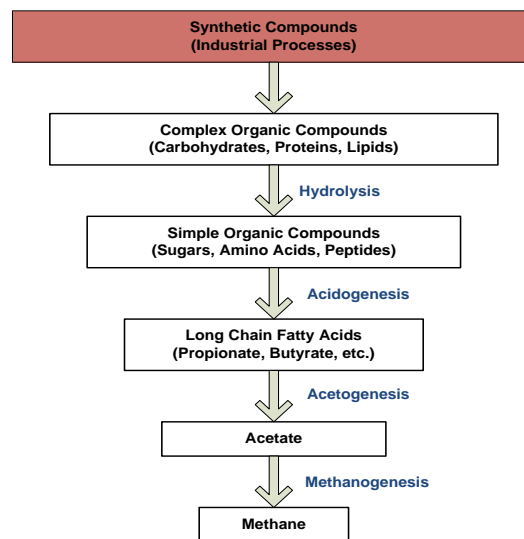 Synthetic Compounds
(Industrial Processes)
Complex Organic Compounds
(Carbohydrates, Proteins, Lipids)
Hydrolysis
Simple Organic Compounds
(Sugars, Amino Acids, Peptides)
Acidogenesis
Long Chain Fatty Acids
(Propionate, Butyrate, etc.)
Acetogenesis
Acetate
Methanogenesis
Methane